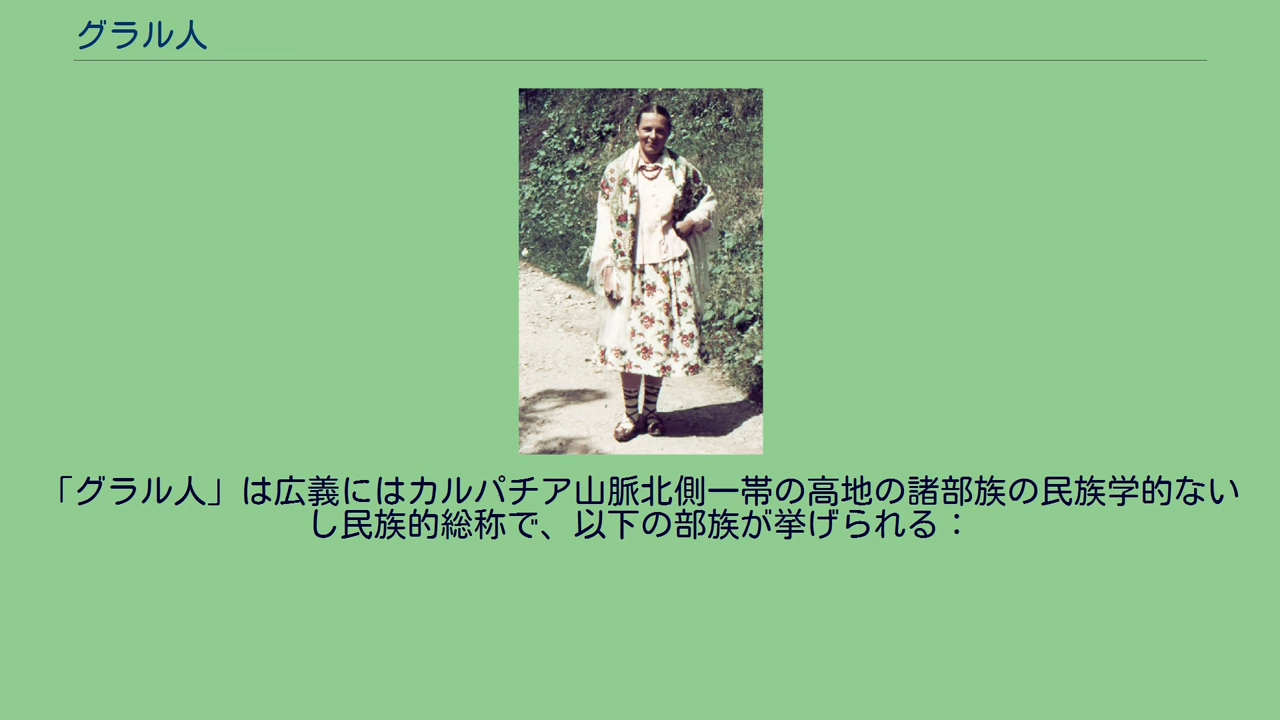 グラル人
「グラル人」は広義にはカルパチア山脈北側一帯の高地の諸部族の民族学的ない
し民族的総称で、以下の部族が挙げられる：